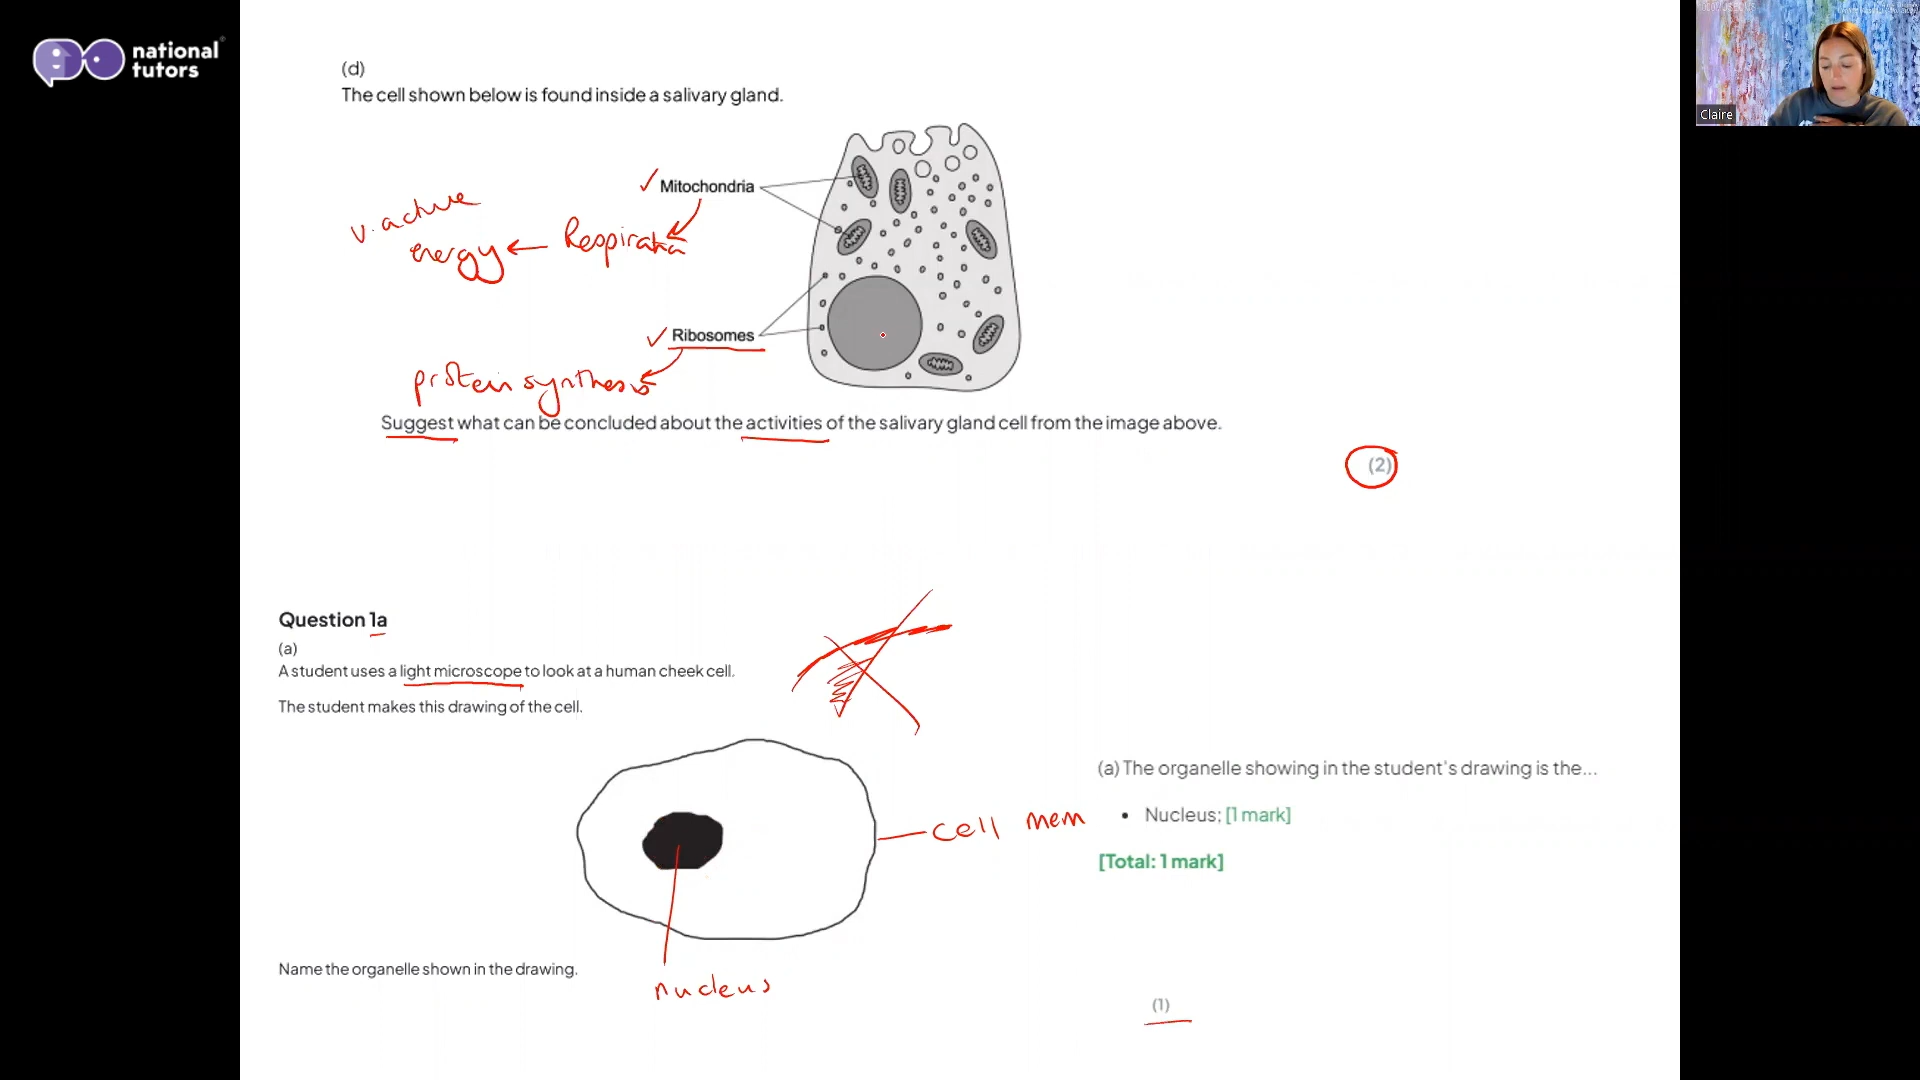 national
tutors
Claire
(d)
The cell shown below is found inside a salivary gland.
✓ Mitochondria
v. active
energy ← Respiration
✓ Ribosomes
protein synthesis
Suggest what can be concluded about the activities of the salivary gland cell from the image above.
(2)
Question 1a
(a)
A student uses a light microscope to look at a human cheek cell.
The student makes this drawing of the cell.
cell mem
(a) The organelle showing in the student's drawing is the...
• Nucleus; [1 mark]
[Total: 1 mark]
Name the organelle shown in the drawing.
nucleus
(1)